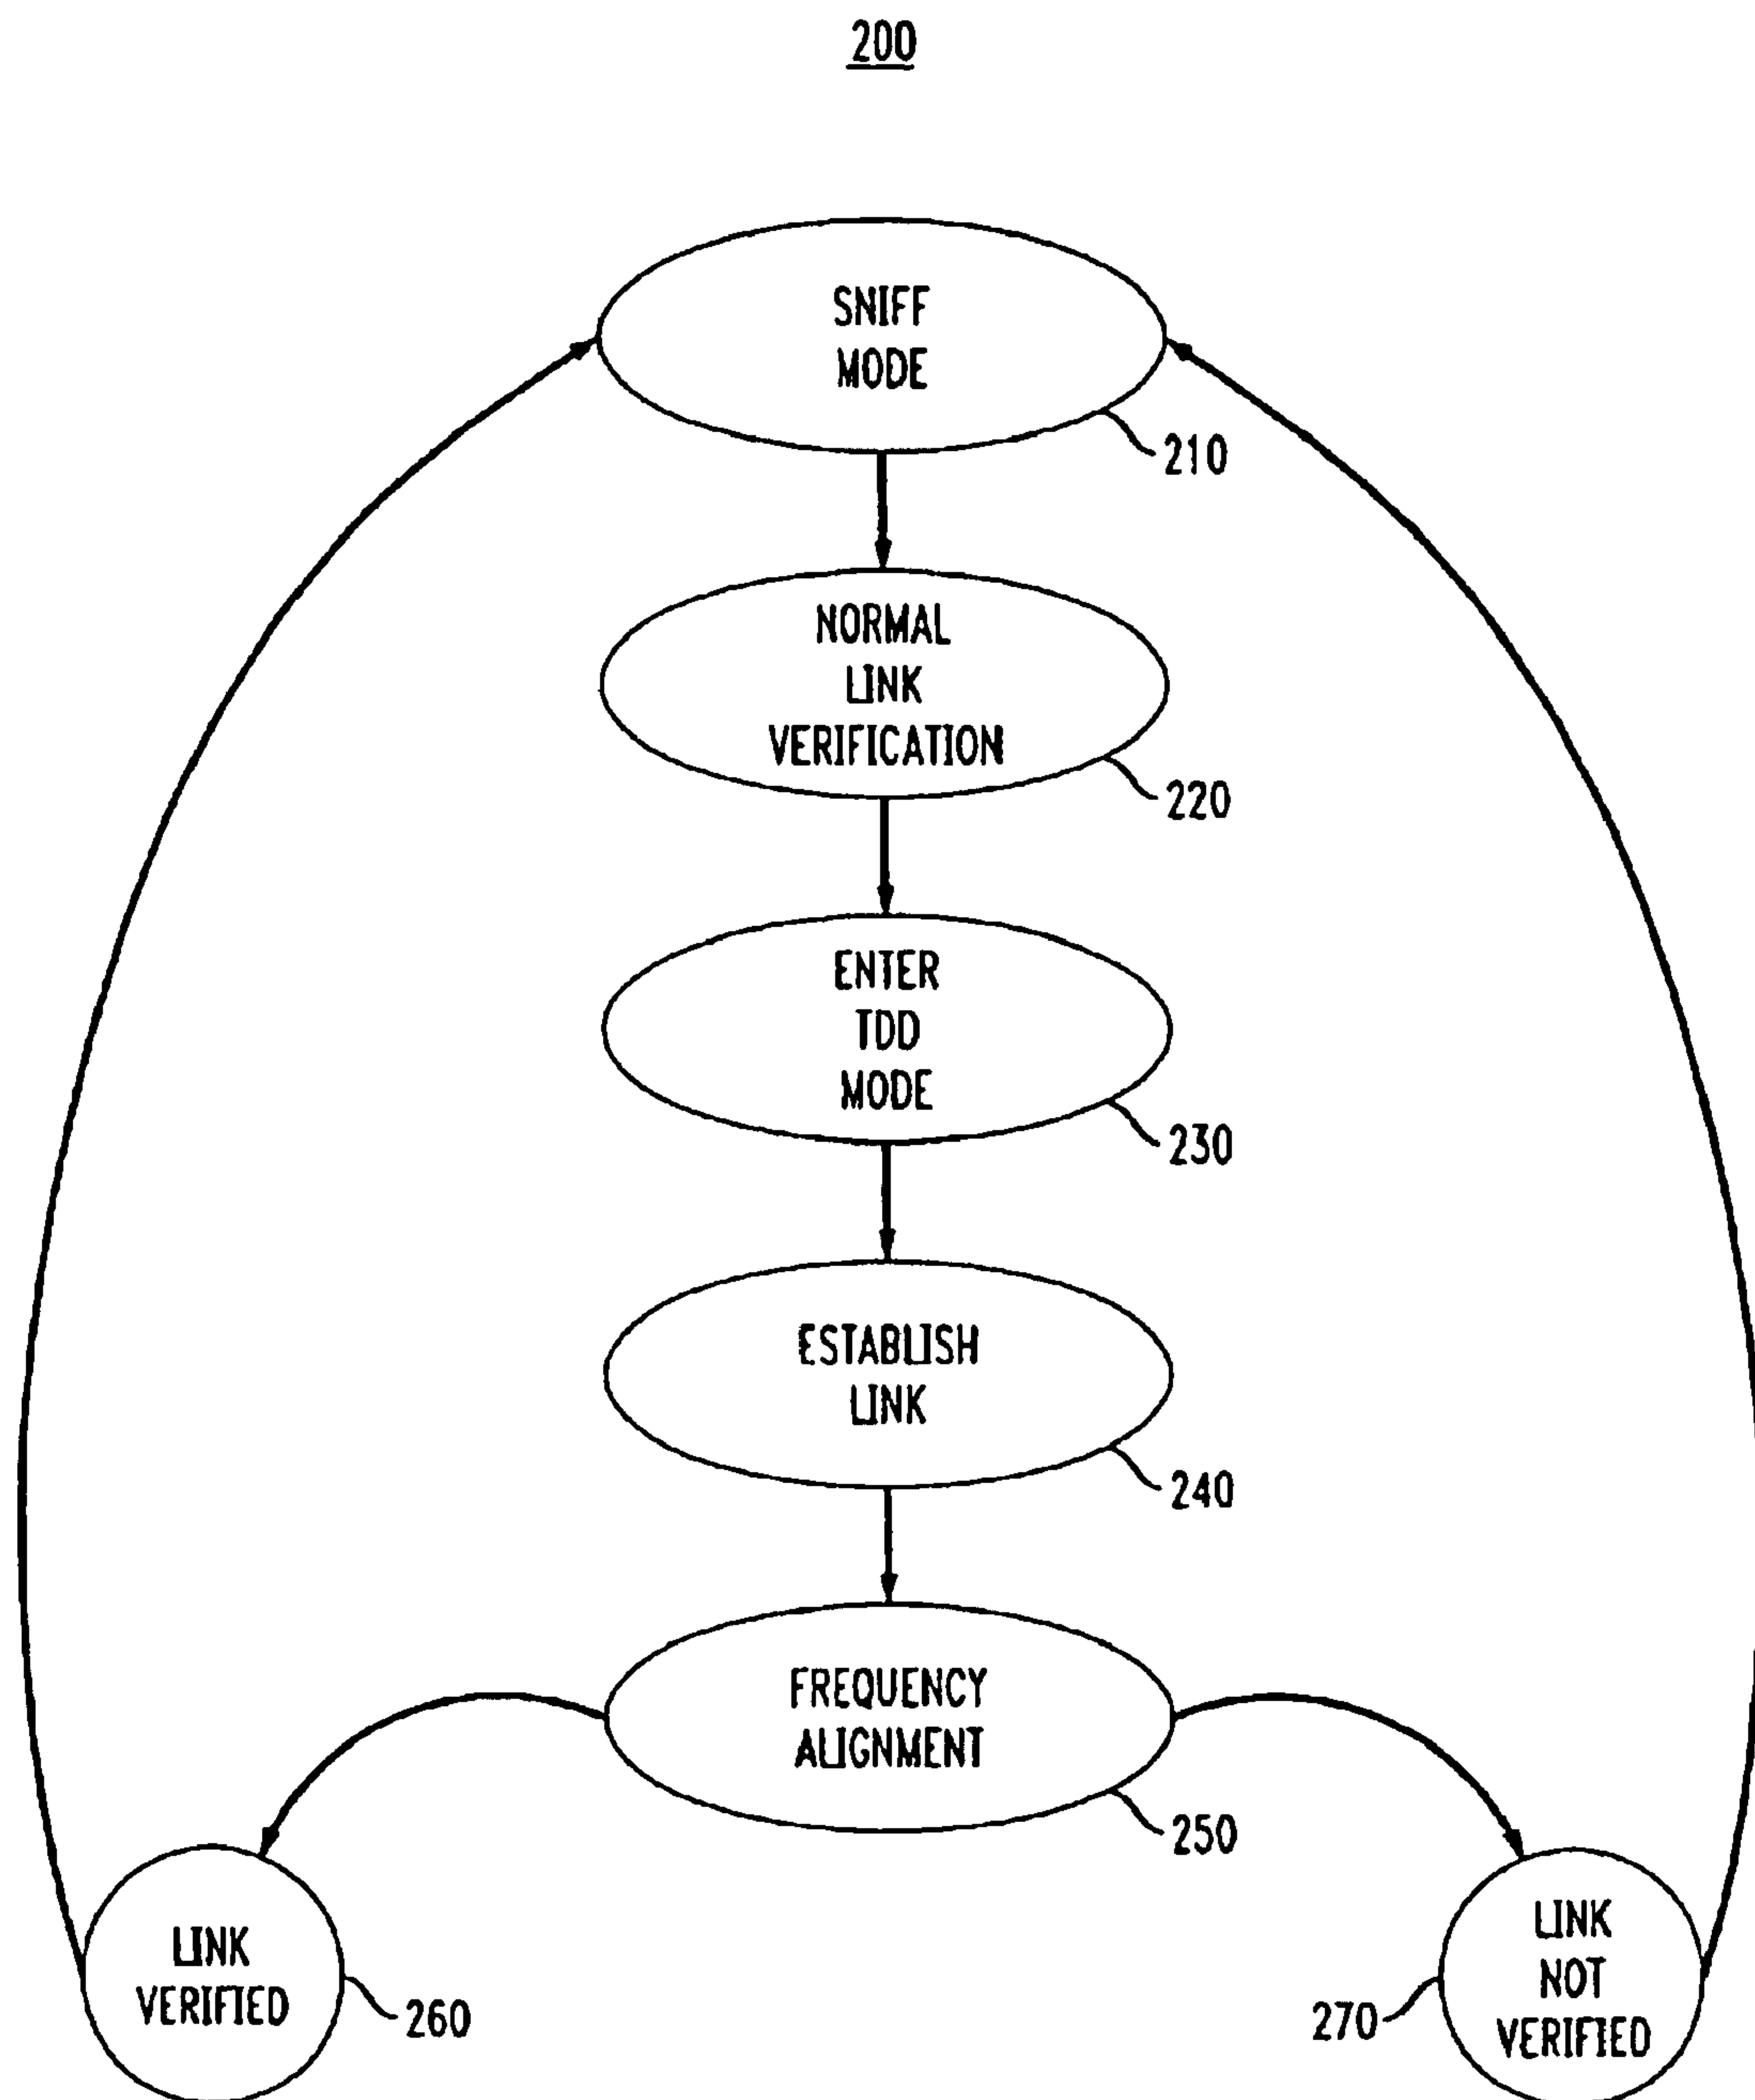 200
SNIFF
MODE
210
NORMAL
LINK
VERIFICATION
220
ENTER
TDD
MODE
230
ESTABLISH
LINK
240
FREQUENCY
ALIGNMENT
250
LINK
VERIFIED
260
LINK
NOT
VERIFIED
270